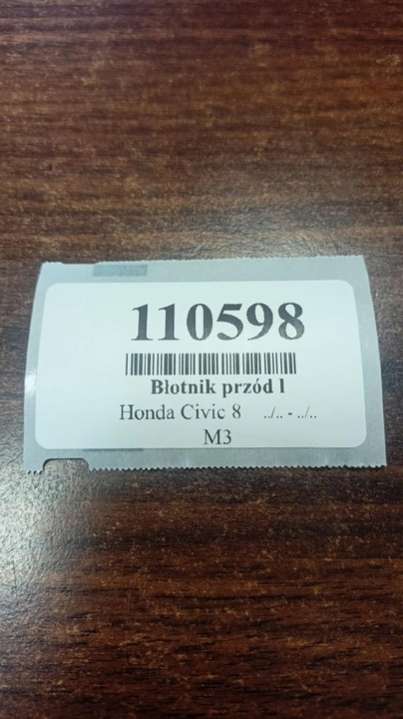 110598
Błotnik przód l
Honda Civic 8 ../.. - ../..
M3